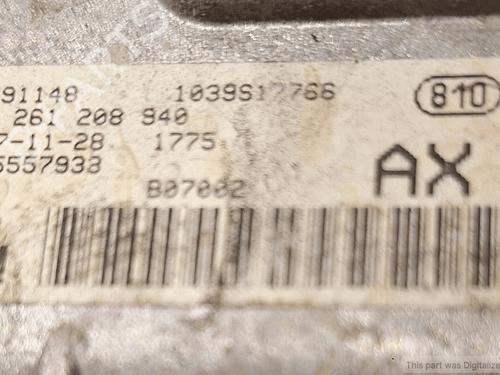 91148 1039S17766 810
261 208 940
7-11-28 1775
5557933 AX
B07002
This part was Digitalize